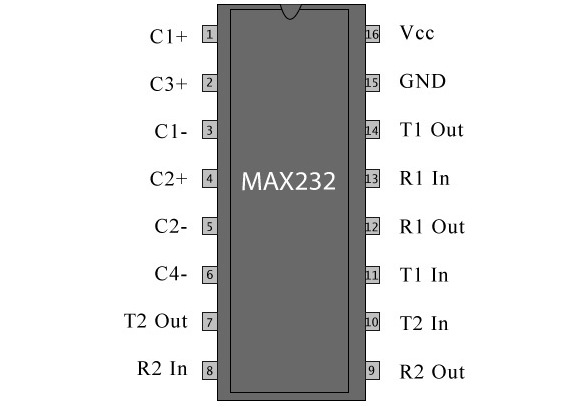 C1+ 1 16 Vcc
C3+ 2 15 GND
C1- 3 14 T1 Out
C2+ 4 MAX232 13 R1 In
C2- 5 12 R1 Out
C4- 6 11 T1 In
T2 Out 7 10 T2 In
R2 In 8 9 R2 Out